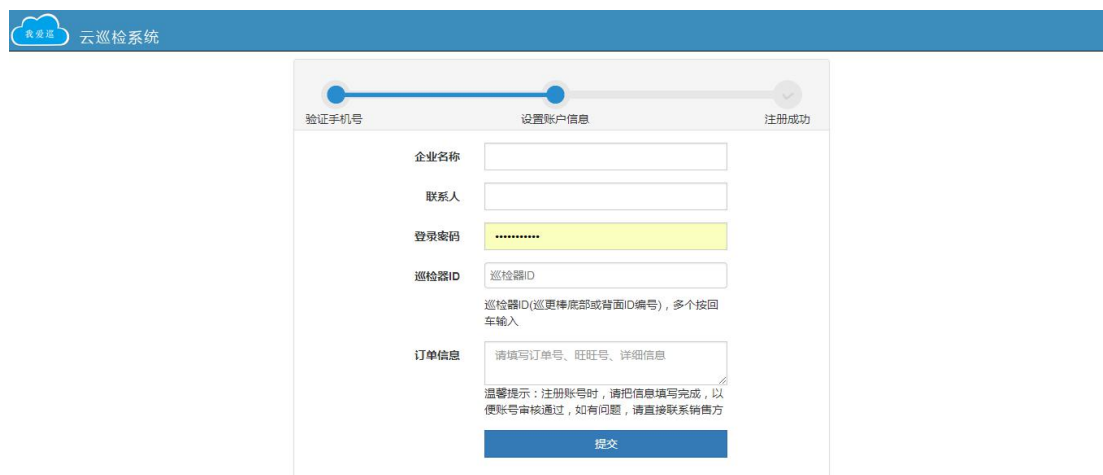 我爱巡
云巡检系统
验证手机号
设置账户信息
注册成功
企业名称
联系人
登录密码
•••••••••••
巡检器ID
巡检器ID
巡检器ID(巡更棒底部或背面ID编号)，多个按回
车输入
订单信息
请填写订单号、旺旺号、详细信息
温馨提示：注册账号时，请把信息填写完成，以
便账号审核通过，如有问题，请直接联系销售方
提交